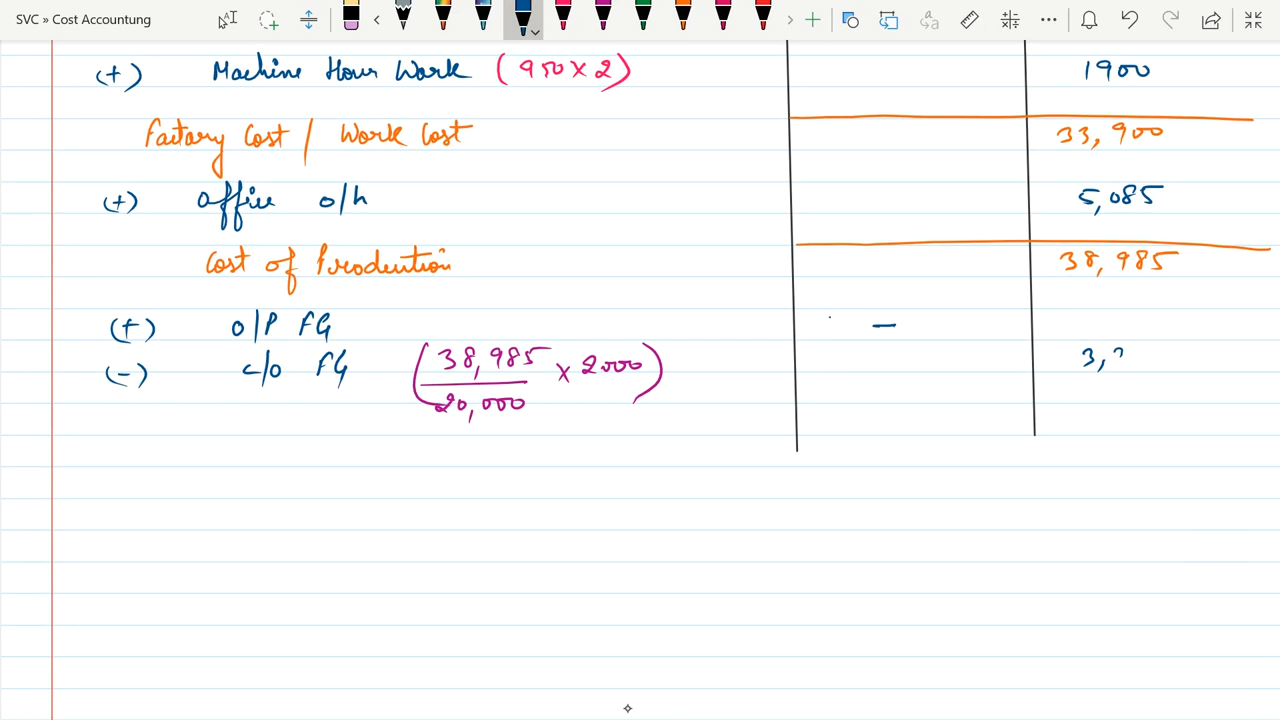 SVC » Cost Accountung
(+) Machine Hour Work (950 x 2) 1900
Factory Cost / Work Cost 33,900
(+) office o/h 5,085
Cost of Production 38,985
(+) O/P FG —
(-) c/o FG (38,985 / 20,000 x 2000) 3,